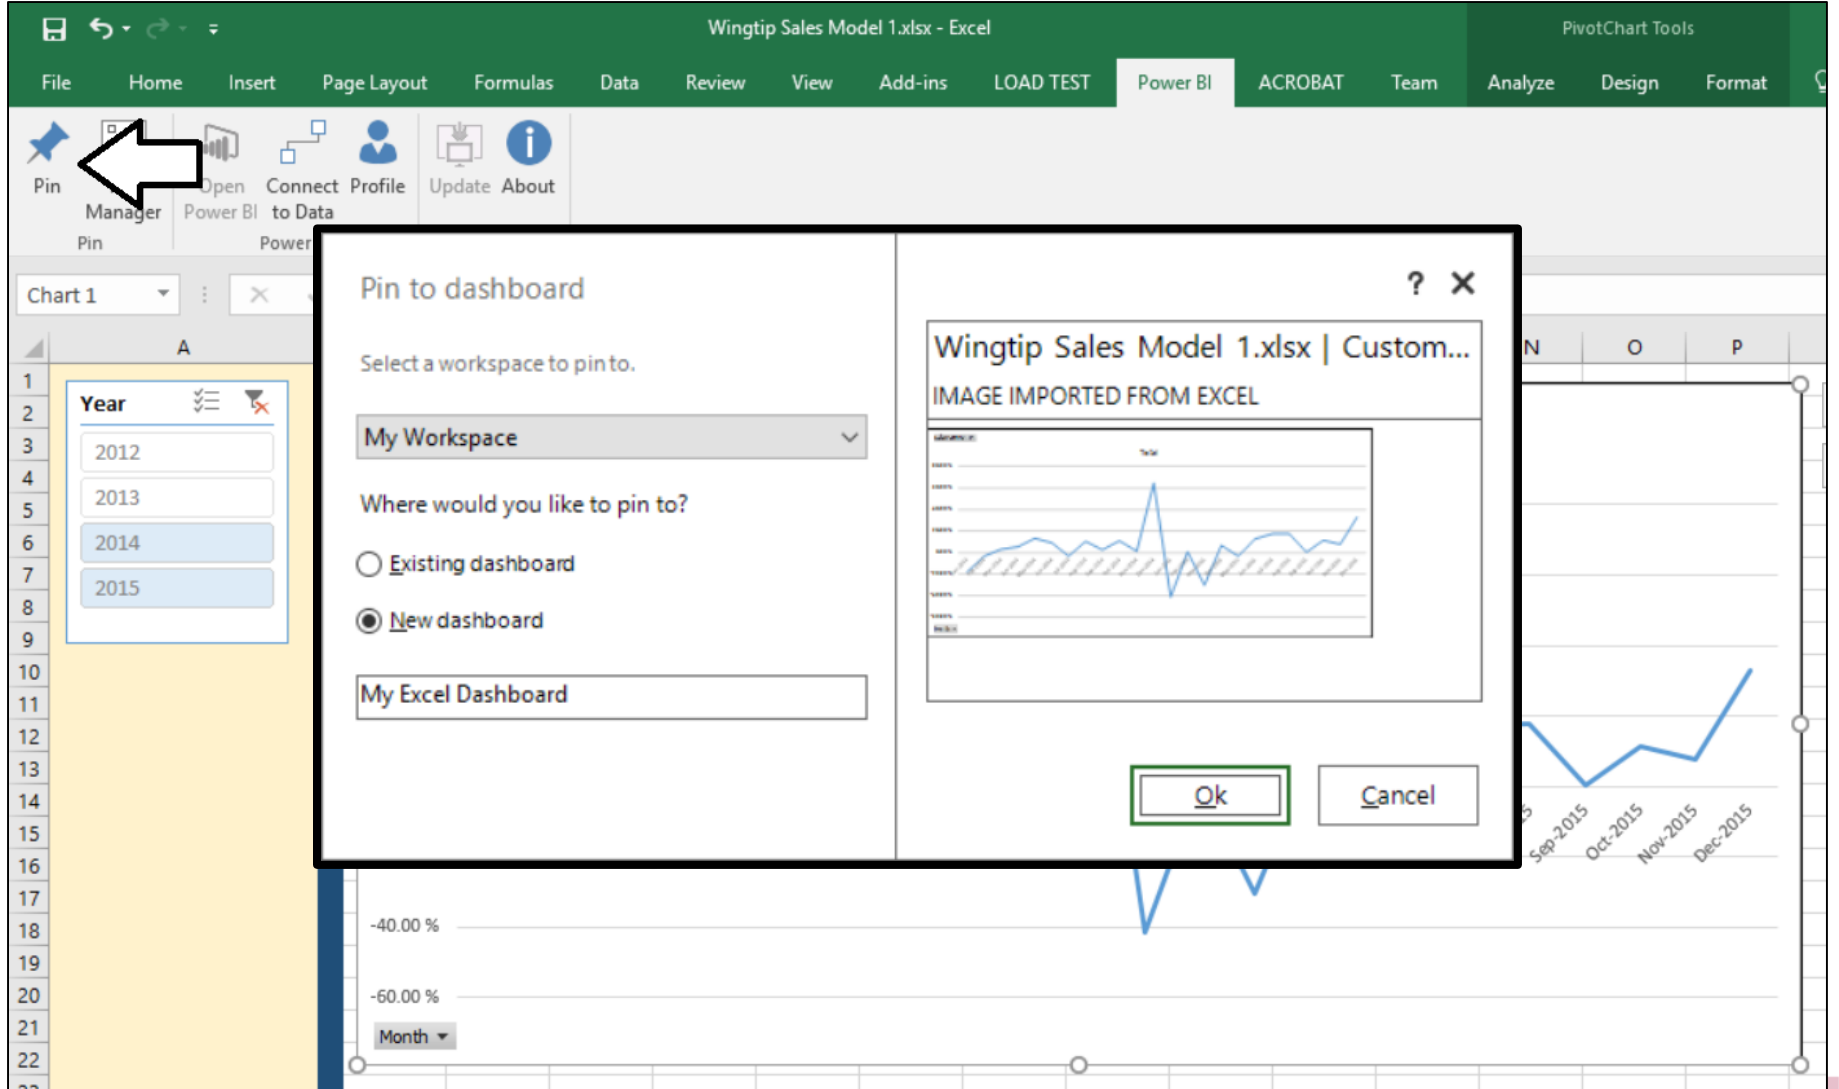 Wingtip Sales Model 1.xlsx - Excel
PivotChart Tools
File Home Insert Page Layout Formulas Data Review View Add-ins LOAD TEST Power BI ACROBAT Team Analyze Design Format
Pin
Manager
Open
Power BI
Connect
to Data
Profile
Update
About
Pin
Power
Chart 1
A
N O P
1
2
3
4
5
6
7
8
9
10
11
12
13
14
15
16
17
18
19
20
21
22
Year
2012
2013
2014
2015
Pin to dashboard
Select a workspace to pin to.
My Workspace
Where would you like to pin to?
Existing dashboard
New dashboard
My Excel Dashboard
? X
Wingtip Sales Model 1.xlsx | Custom...
IMAGE IMPORTED FROM EXCEL
Total
Ok
Cancel
Sep-2015
Oct-2015
Nov-2015
Dec-2015
-40.00 %
-60.00 %
Month